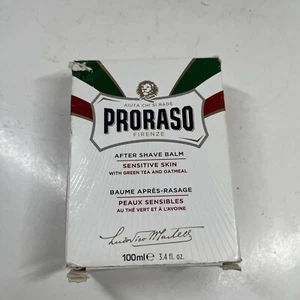 AIUTA CHI SI RADE
PRORASO
FIRENZE
AFTER SHAVE BALM
SENSITIVE SKIN
WITH GREEN TEA AND OATMEAL
BAUME APRÈS-RASAGE
PEAUX SENSIBLES
AU THÉ VERT ET À L'AVOINE
Ludovico Martelli
100ml℮ 3.4 fl. oz.